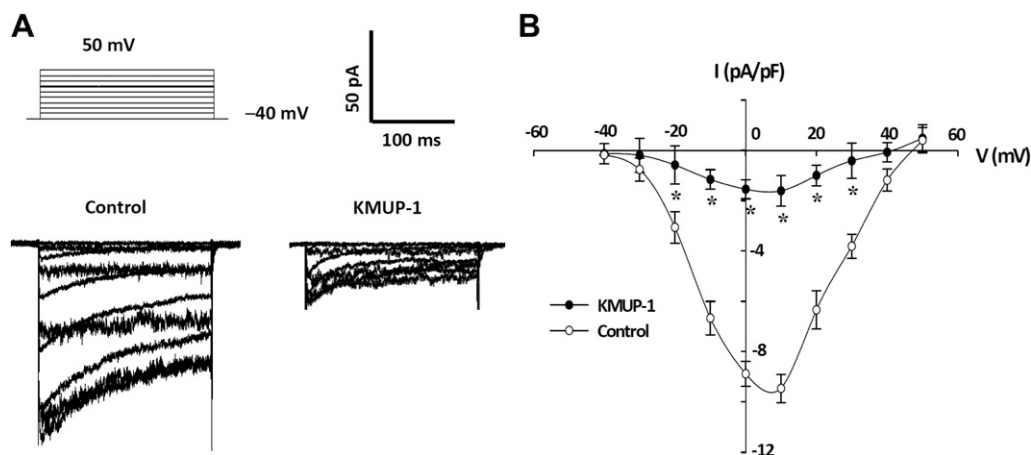 A
50 mV
−40 mV
50 pA
100 ms
Control
KMUP-1
B
I (pA/pF)
-60
-40
-20
0
20
40
60
V (mV)
*
*
*
*
*
*
-4
KMUP-1
Control
-8
-12